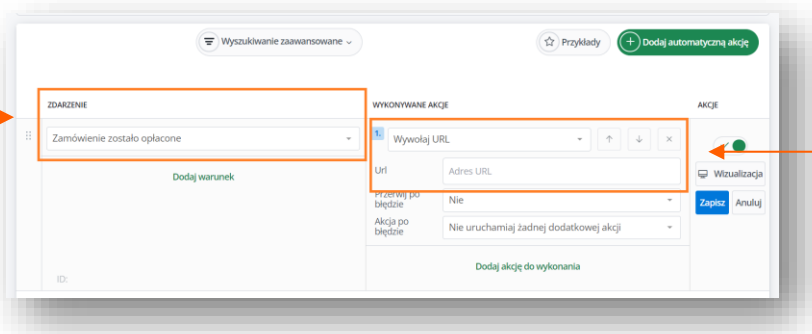 Wyszukiwanie zaawansowane
Przykłady
Dodaj automatyczną akcję
ZDARZENIE
WYKONYWANE AKCJE
AKCJE
Zamówienie zostało opłacone
1. Wywołaj URL
Dodaj warunek
Url Adres URL
Wizualizacja
Przerwij po błędzie
Nie
Zapisz Anuluj
Akcja po błędzie
Nie uruchamiaj żadnej dodatkowej akcji
Dodaj akcję do wykonania
ID: